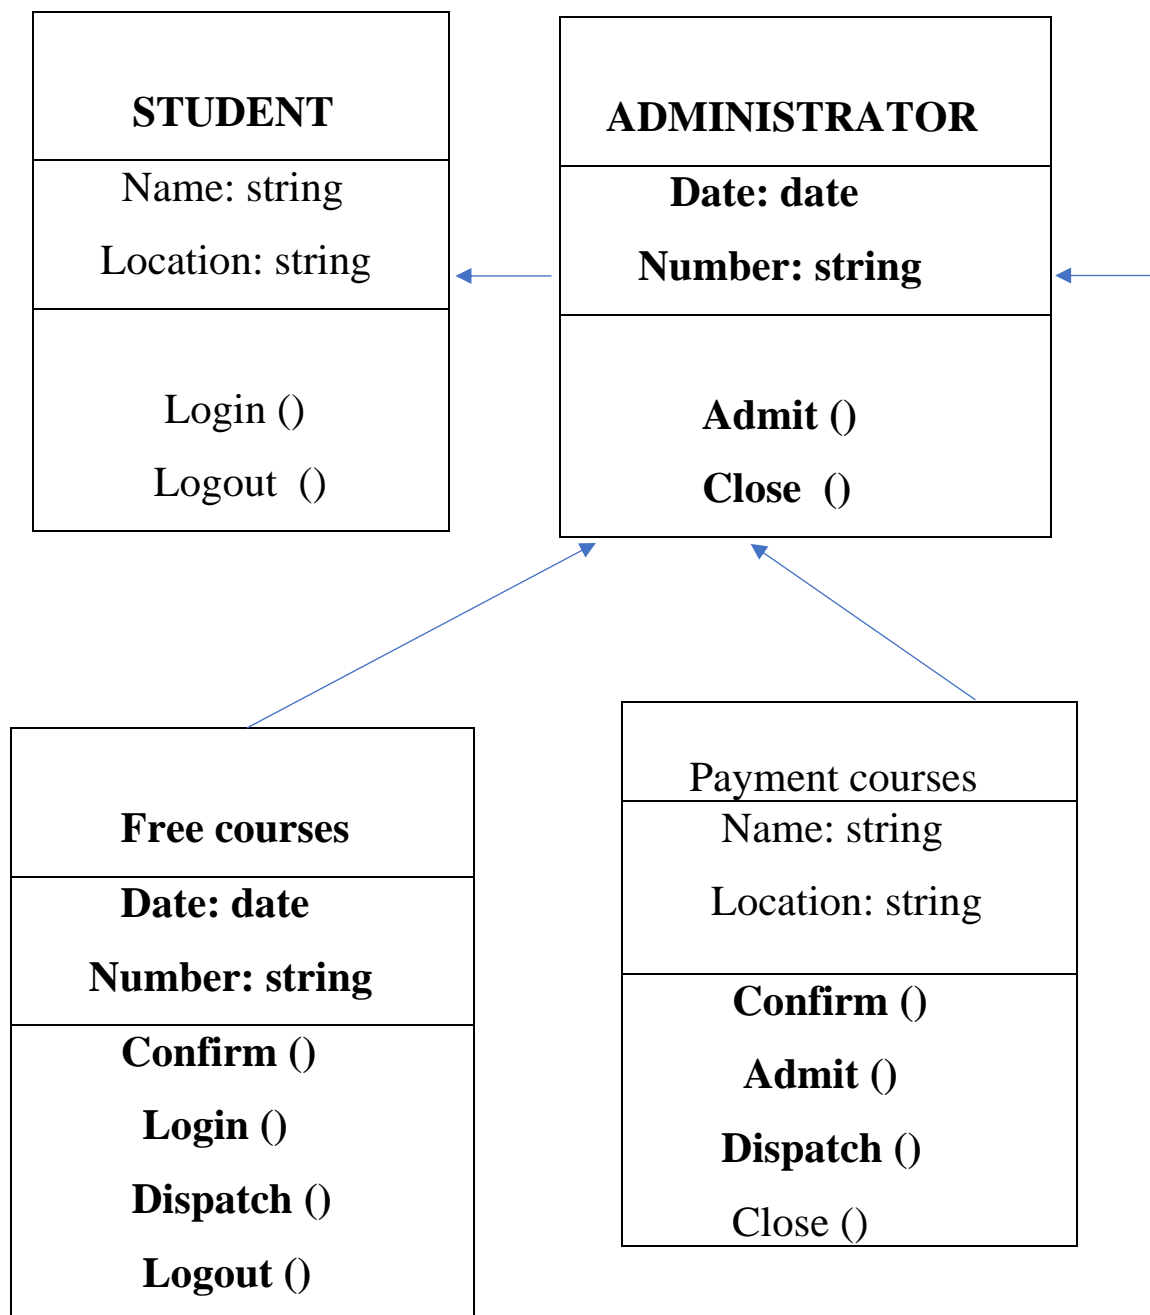 STUDENT
Name: string
Location: string
Login ()
Logout  ()
ADMINISTRATOR
Date: date
Number: string
Admit ()
Close  ()
Free courses
Date: date
Number: string
Confirm ()
Login ()
Dispatch ()
Logout ()
Payment courses
Name: string
Location: string
Confirm ()
Admit ()
Dispatch ()
Close ()